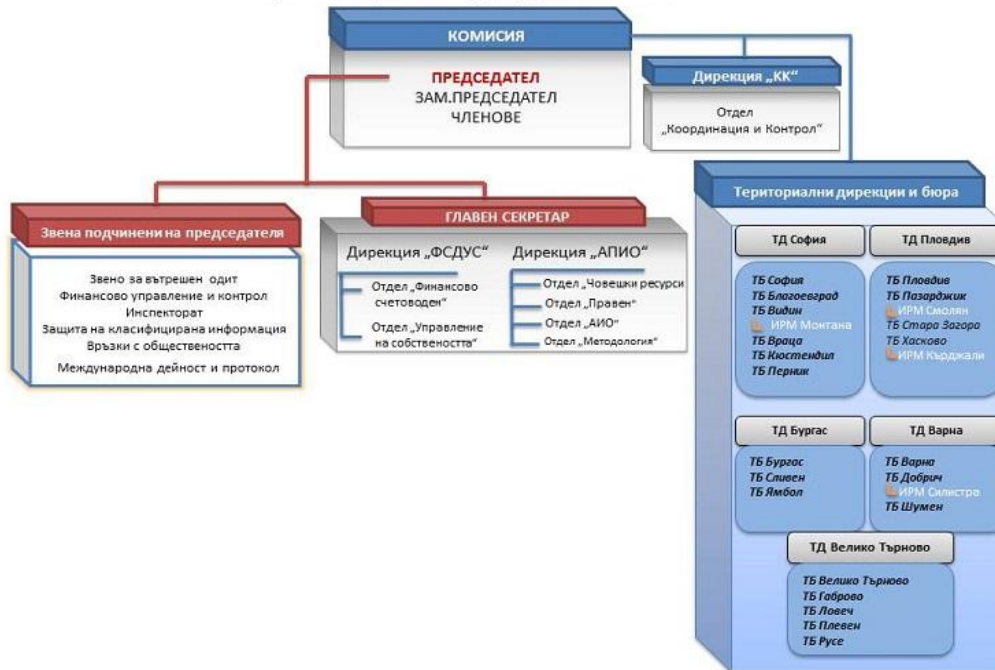 КОМИСИЯ
ПРЕДСЕДАТЕЛ
ЗАМ.ПРЕДСЕДАТЕЛ
ЧЛЕНОВЕ
Дирекция „КК“
Отдел
„Координация и Контрол“
Звена подчинени на председателя
Звено за вътрешен одит
Финансово управление и контрол
Инспекторат
Защита на класифицирана информация
Връзки с обществеността
Международна дейност и протокол
ГЛАВЕН СЕКРЕТАР
Дирекция „ФСДУС“
Отдел „Финансово
счетоводен“
Отдел „Управление
на собствеността“
Дирекция „АПИО“
Отдел „Човешки ресурси
Отдел „Правен“
Отдел „АИО“
Отдел „Методология“
Териториални дирекции и бюра
ТД София
ТБ София
ТБ Благоевград
ТБ Видин
ИРМ Монтана
ТБ Враца
ТБ Кюстендил
ТБ Перник
ТД Пловдив
ТБ Пловдив
ТБ Пазарджик
ИРМ Смолян
ТБ Стара Загора
ТБ Хасково
ИРМ Кърджали
ТД Бургас
ТБ Бургас
ТБ Сливен
ТБ Ямбол
ТД Варна
ТБ Варна
ТБ Добрич
ИРМ Силистра
ТБ Шумен
ТД Велико Търново
ТБ Велико Търново
ТБ Габрово
ТБ Ловеч
ТБ Плевен
ТБ Русе